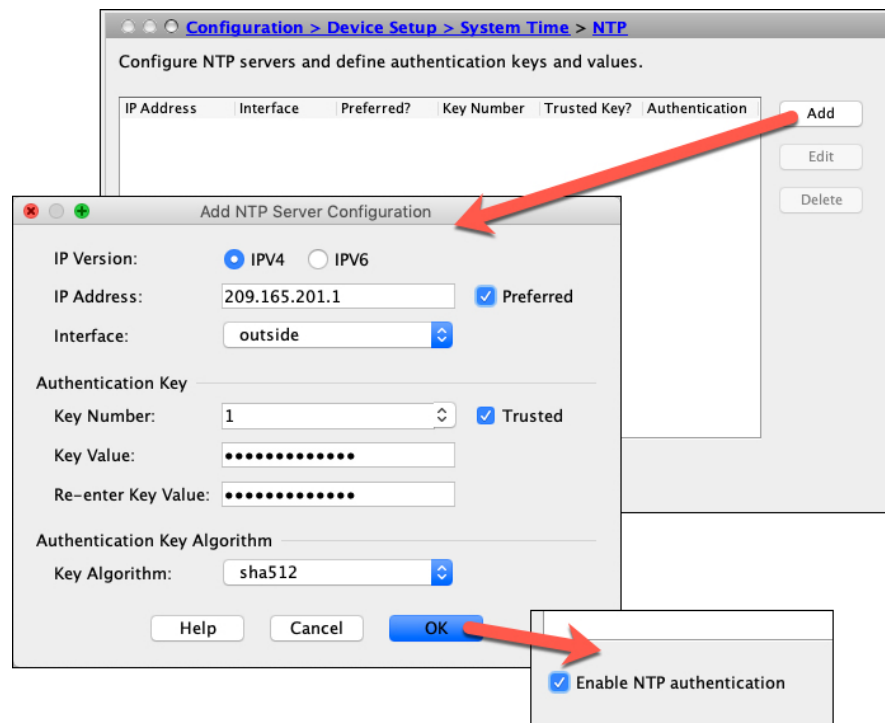 Configuration > Device Setup > System Time > NTP
Configure NTP servers and define authentication keys and values.
IP Address Interface Preferred? Key Number Trusted Key? Authentication
Add
Edit
Delete
Add NTP Server Configuration
IP Version: IPV4 IPV6
IP Address: 209.165.201.1 Preferred
Interface: outside
Authentication Key
Key Number: 1 Trusted
Key Value: •••••••••••••
Re-enter Key Value: •••••••••••••
Authentication Key Algorithm
Key Algorithm: sha512
Help Cancel OK
Enable NTP authentication